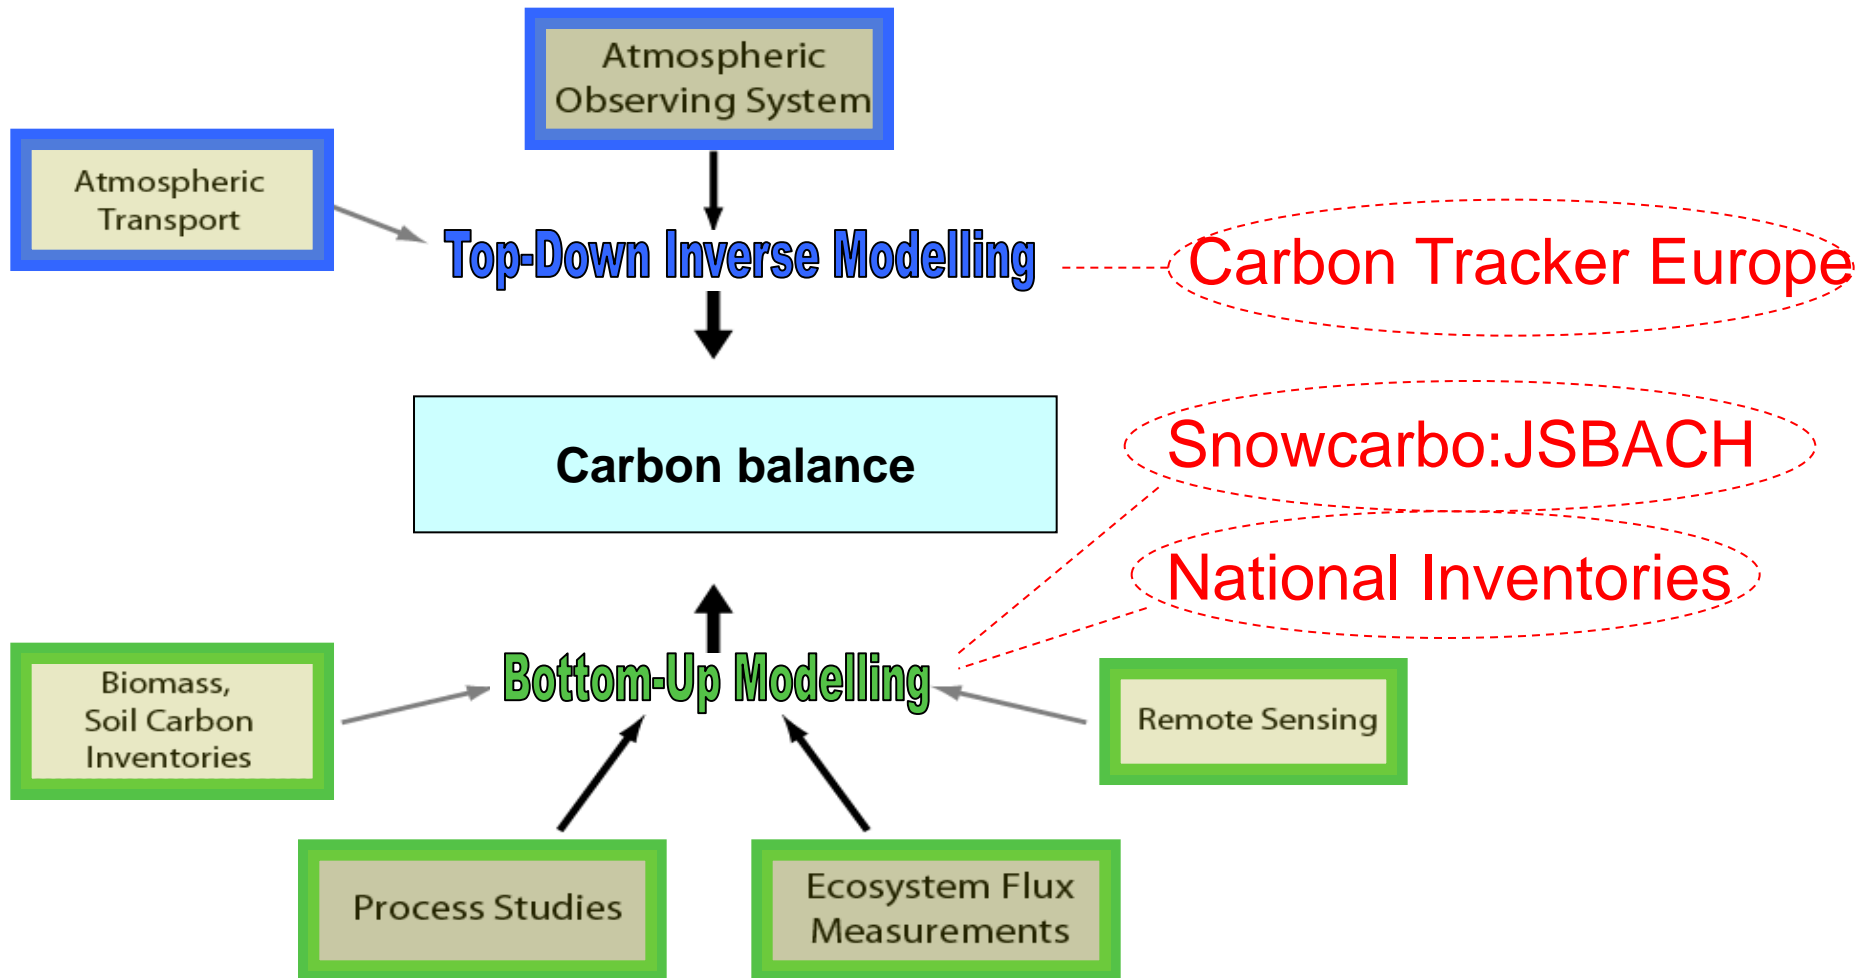 Atmospheric
Observing System
Atmospheric
Transport
Top-Down Inverse Modelling
Carbon Tracker Europe
Carbon balance
Snowcarbo:JSBACH
National Inventories
Bottom-Up Modelling
Biomass,
Soil Carbon
Inventories
Remote Sensing
Process Studies
Ecosystem Flux
Measurements